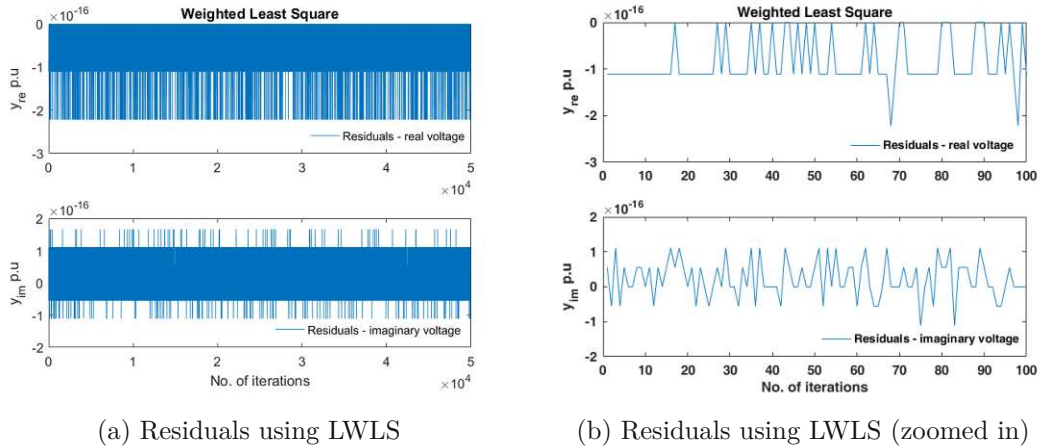 Weighted Least Square
×10⁻¹⁶
0
-1
-2
-3
y_re p.u
Residuals - real voltage
0 1 2 3 4 5
×10⁴
×10⁻¹⁶
2
1
0
-1
-2
y_im p.u
Residuals - imaginary voltage
0 1 2 3 4 5
No. of iterations
×10⁴
(a) Residuals using LWLS
Weighted Least Square
×10⁻¹⁶
0
-1
-2
-3
y_re p.u
Residuals - real voltage
0 10 20 30 40 50 60 70 80 90 100
×10⁻¹⁶
2
1
0
-1
-2
y_im p.u
Residuals - imaginary voltage
0 10 20 30 40 50 60 70 80 90 100
No. of iterations
(b) Residuals using LWLS (zoomed in)